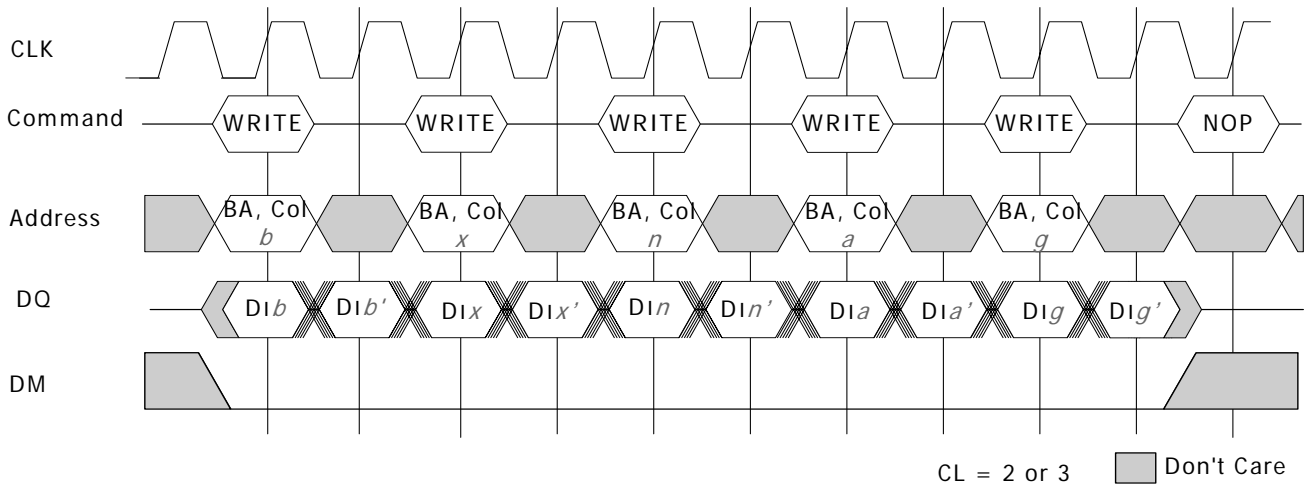 CLK
Command WRITE WRITE WRITE WRITE WRITE NOP
Address BA, Col BA, Col BA, Col BA, Col BA, Col
b x n a g
DQ DIb DIb' DIx DIx' DIn DIn' DIa DIa' DIg DIg'
DM
CL = 2 or 3 Don't Care